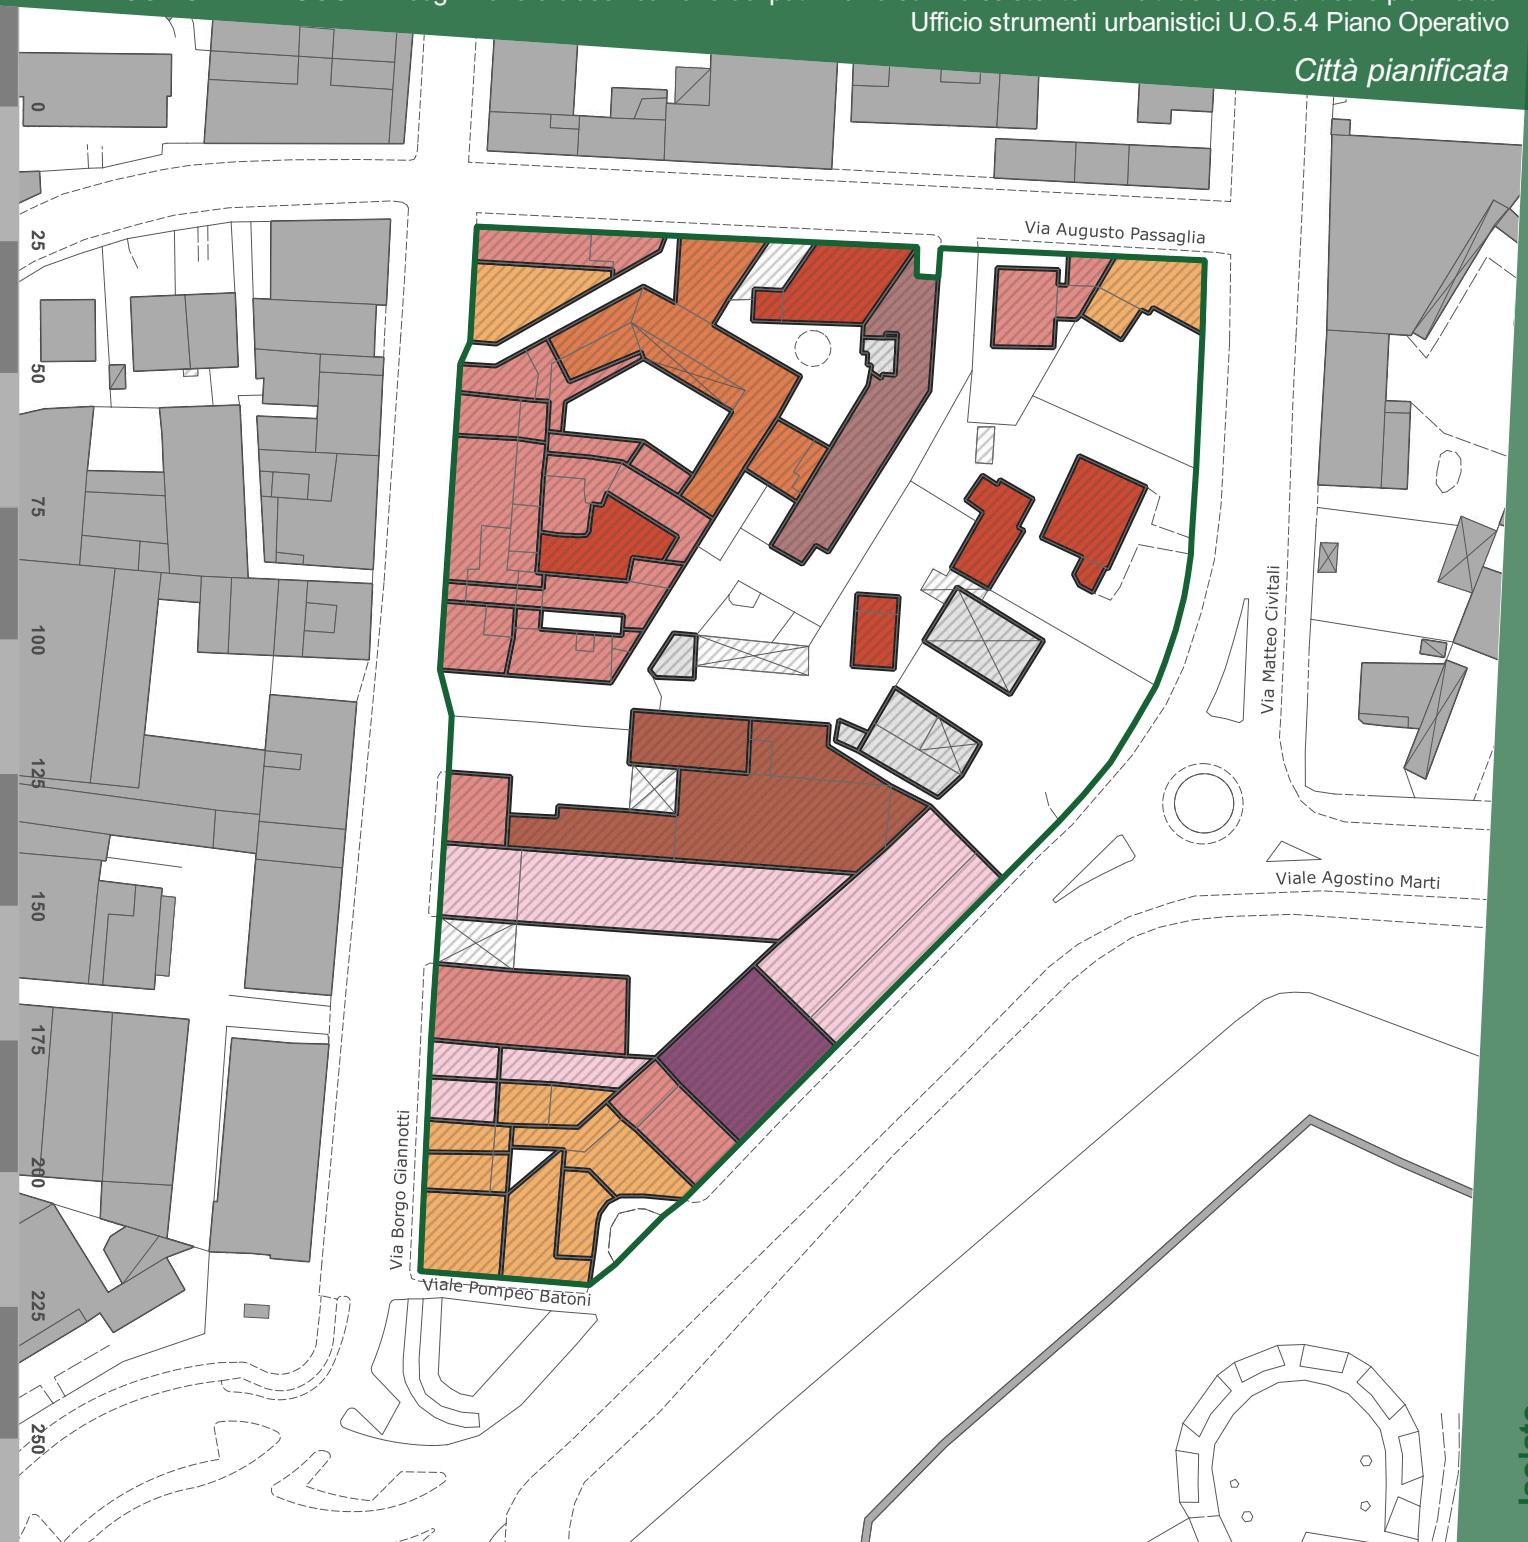 Ufficio strumenti urbanistici U.O.5.4 Piano Operativo
Città pianificata
0
25
50
75
100
125
150
175
200
225
250
Via Augusto Passaglia
Via Matteo Civitali
Viale Agostino Marti
Via Borgo Giannotti
Viale Pompeo Batoni